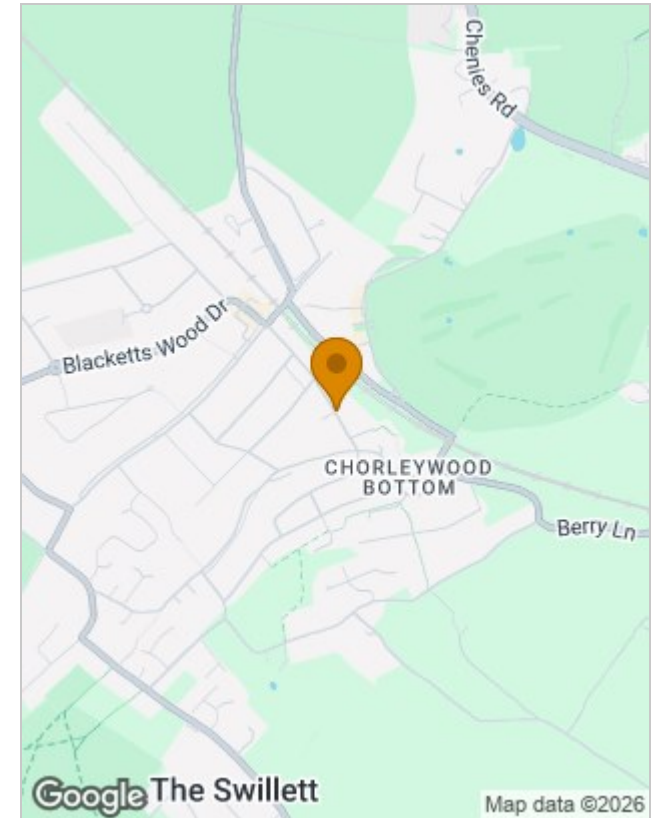 Chenies Rd
Blacketts Wood Dr
CHORLEYWOOD
BOTTOM
Berry Ln
Google
The Swillett
Map data ©2026